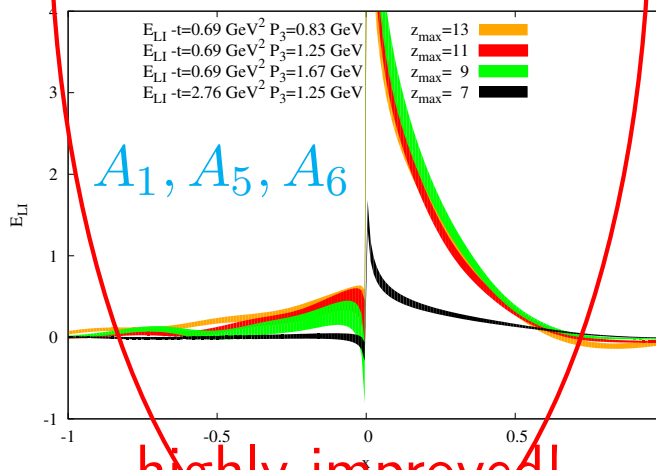 4
E_LI -t=0.69 GeV^2 P_3=0.83 GeV z_max=13
E_LI -t=0.69 GeV^2 P_3=1.25 GeV z_max=11
E_LI -t=0.69 GeV^2 P_3=1.67 GeV z_max= 9
E_LI -t=2.76 GeV^2 P_3=1.25 GeV z_max= 7
3
A_1, A_5, A_6
2
E_LI
1
0
-1
-1 -0.5 0 0.5
x
highly improved!